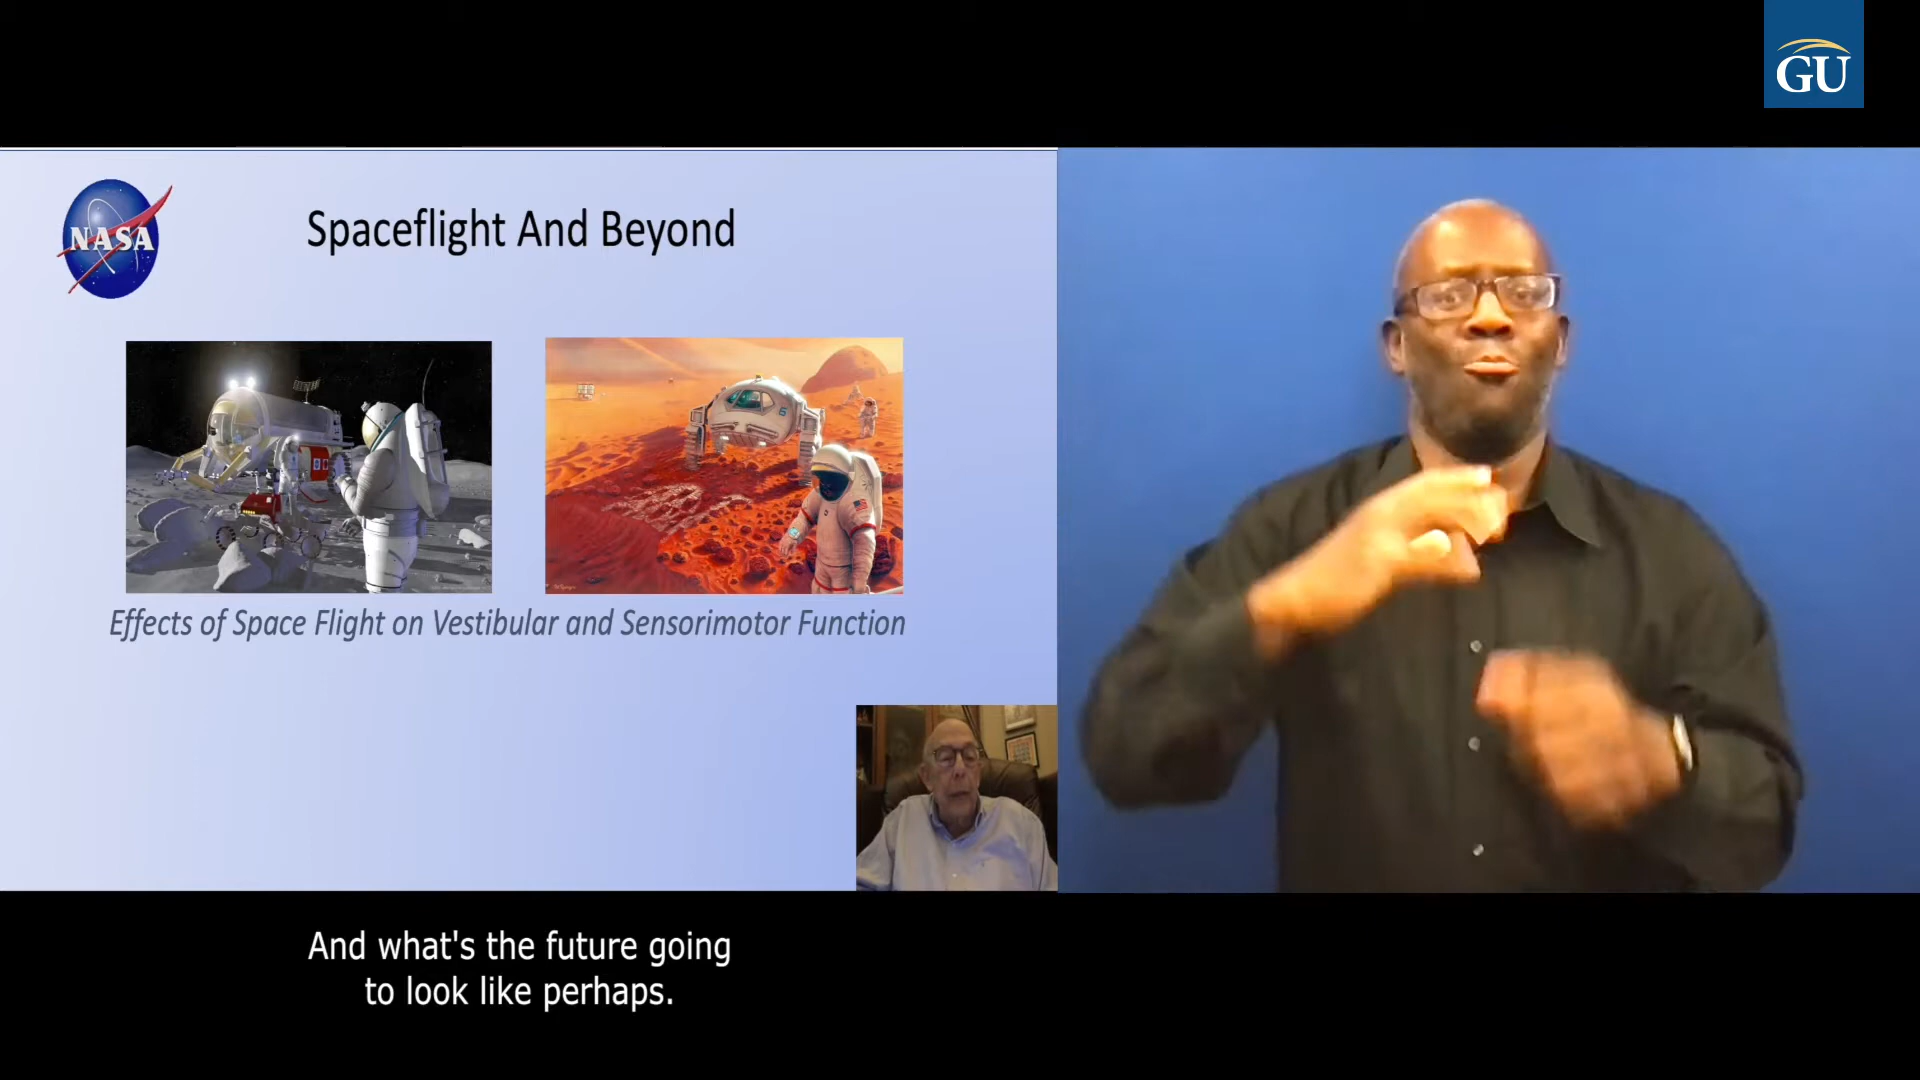 GU
NASA
Spaceflight And Beyond
Effects of Space Flight on Vestibular and Sensorimotor Function
And what's the future going
to look like perhaps.